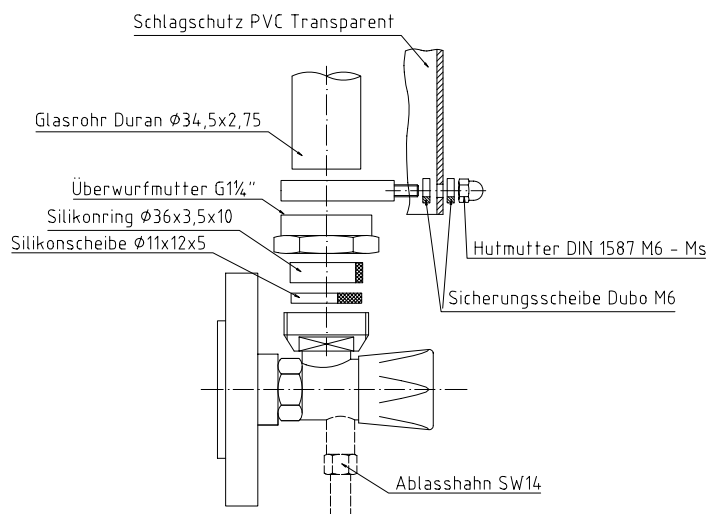 Schlagschutz PVC Transparent
Glasrohr Duran Ø34,5x2,75
Überwurfmutter G1¼"
Silikonring Ø36x3,5x10
Silikonscheibe Ø11x12x5
Hutmutter DIN 1587 M6 - Ms
Sicherungsscheibe Dubo M6
Ablasshahn SW14